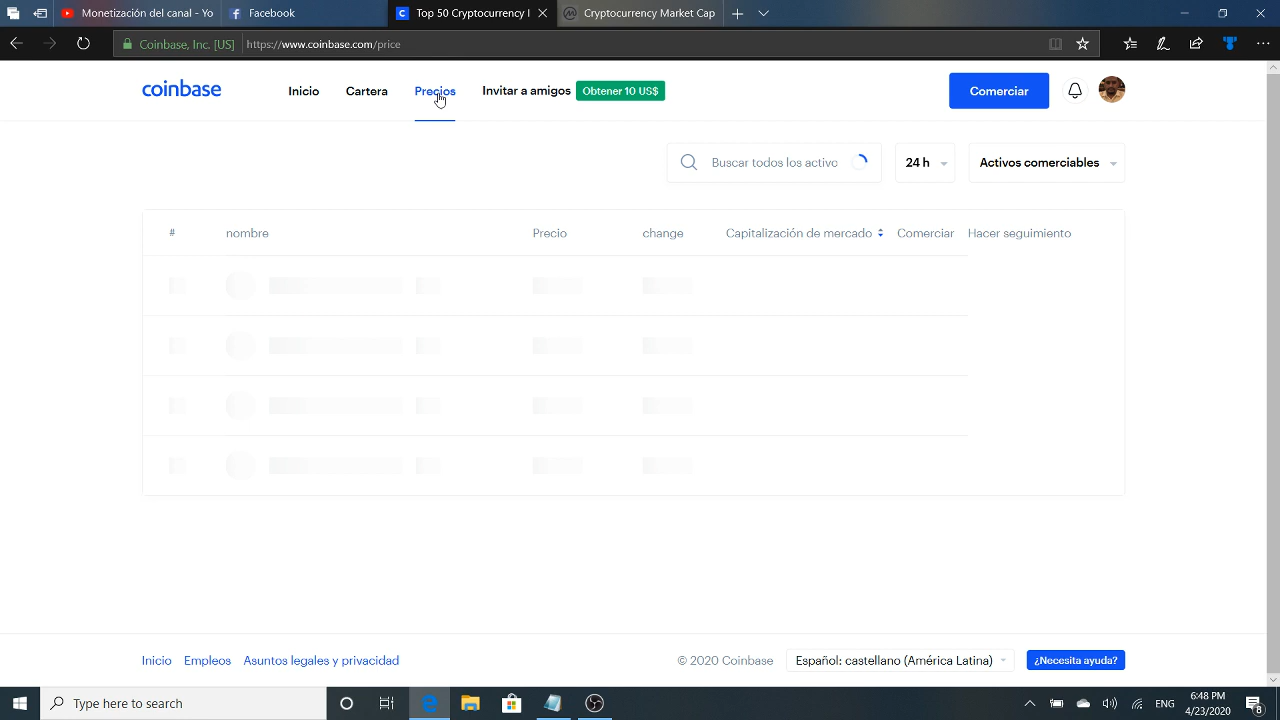 Monetización del canal - Yo
Facebook
Top 50 Cryptocurrency I
Cryptocurrency Market Cap
Coinbase, Inc. [US]
https://www.coinbase.com/price
coinbase
Inicio
Cartera
Precios
Invitar a amigos
Obtener 10 US$
Comerciar
Buscar todos los activo
24 h
Activos comerciables
#
nombre
Precio
change
Capitalización de mercado
Comerciar
Hacer seguimiento
Inicio
Empleos
Asuntos legales y privacidad
© 2020 Coinbase
Español: castellano (América Latina)
¿Necesita ayuda?
Type here to search
ENG
6:48 PM
4/23/2020
8